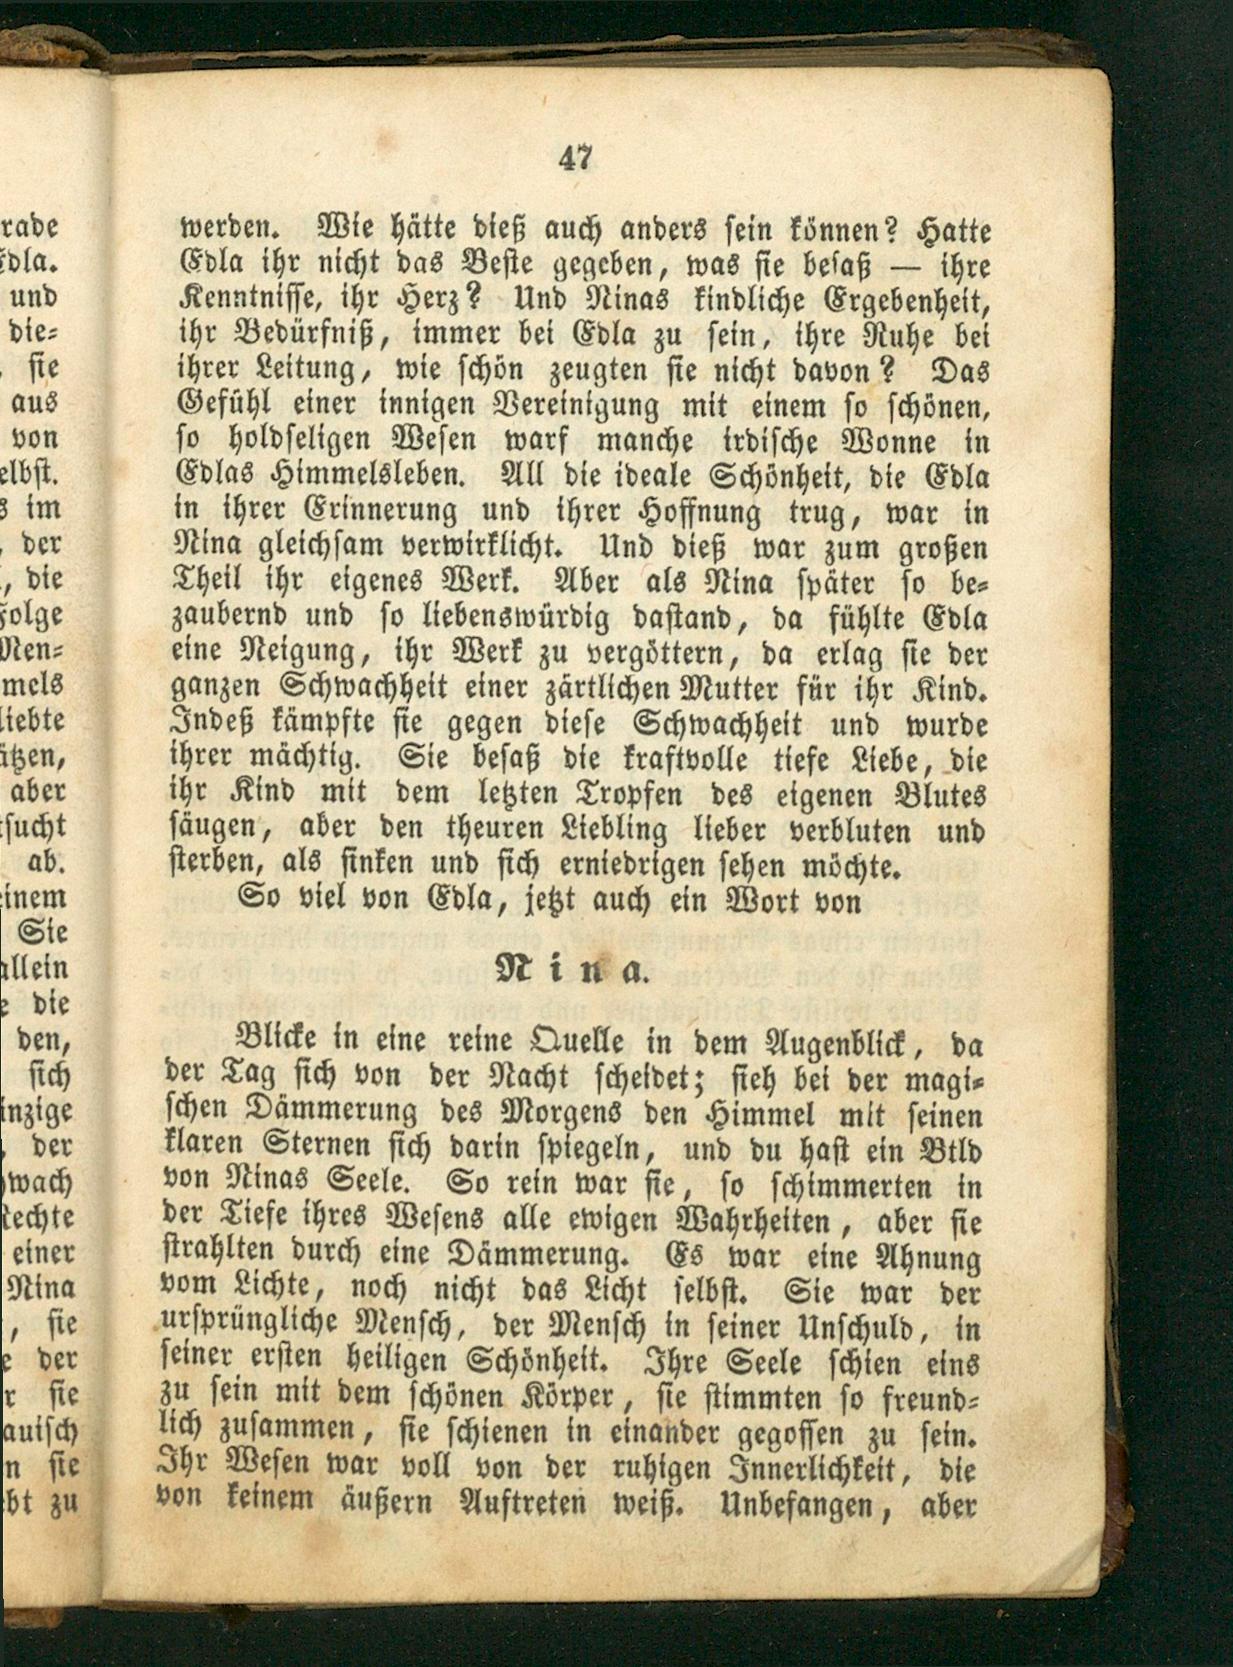 47
werden. Wie hätte dieß auch anders sein können? Hatte
Edla ihr nicht das Beste gegeben, was sie besaß — ihre
Kenntnisse, ihr Herz? Und Ninas kindliche Ergebenheit,
ihr Bedürfniß, immer bei Edla zu sein, ihre Ruhe bei
ihrer Leitung, wie schön zeugten sie nicht davon? Das
Gefühl einer innigen Vereinigung mit einem so schönen,
so holdseligen Wesen warf manche irdische Wonne in
Edlas Himmelsleben. All die ideale Schönheit, die Edla
in ihrer Erinnerung und ihrer Hoffnung trug, war in
Nina gleichsam verwirklicht. Und dieß war zum großen
Theil ihr eigenes Werk. Aber als Nina später so be-
zaubernd und so liebenswürdig dastand, da fühlte Edla
eine Neigung, ihr Werk zu vergöttern, da erlag sie der
ganzen Schwachheit einer zärtlichen Mutter für ihr Kind.
Indeß kämpfte sie gegen diese Schwachheit und wurde
ihrer mächtig. Sie besaß die kraftvolle tiefe Liebe, die
ihr Kind mit dem letzten Tropfen des eigenen Blutes
säugen, aber den theuren Liebling lieber verbluten und
sterben, als sinken und sich erniedrigen sehen möchte.
So viel von Edla, jetzt auch ein Wort von
Nina.
Blicke in eine reine Quelle in dem Augenblick, da
der Tag sich von der Nacht scheidet; sieh bei der magi-
schen Dämmerung des Morgens den Himmel mit seinen
klaren Sternen sich darin spiegeln, und du hast ein Btld
von Ninas Seele. So rein war sie, so schimmerten in
der Tiefe ihres Wesens alle ewigen Wahrheiten, aber sie
strahlten durch eine Dämmerung. Es war eine Ahnung
vom Lichte, noch nicht das Licht selbst. Sie war der
ursprüngliche Mensch, der Mensch in seiner Unschuld, in
seiner ersten heiligen Schönheit. Ihre Seele schien eins
zu sein mit dem schönen Körper, sie stimmten so freund-
lich zusammen, sie schienen in einander gegossen zu sein.
Ihr Wesen war voll von der ruhigen Innerlichkeit, die
von keinem äußern Auftreten weiß. Unbefangen, aber